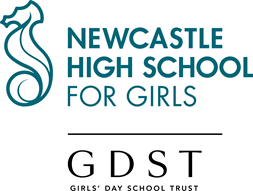 NEWCASTLE
HIGH SCHOOL
FOR GIRLS
GDST
GIRLS' DAY SCHOOL TRUST